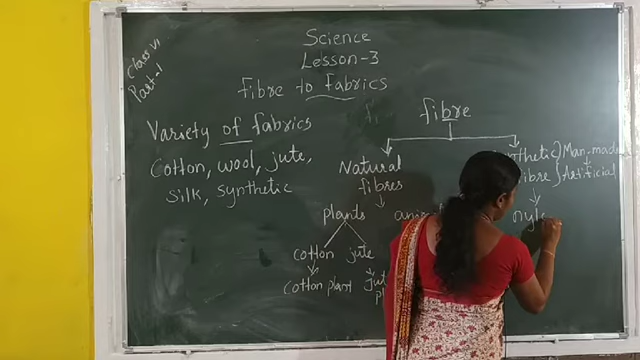 Science
Lesson-3
Fibre to Fabrics
Class VI
Part-1
Variety of fabrics
Cotton, wool, jute,
silk, synthetic
fibre
Natural
fibres
plants
cotton jute
Cotton plant
Man-made
Artificial